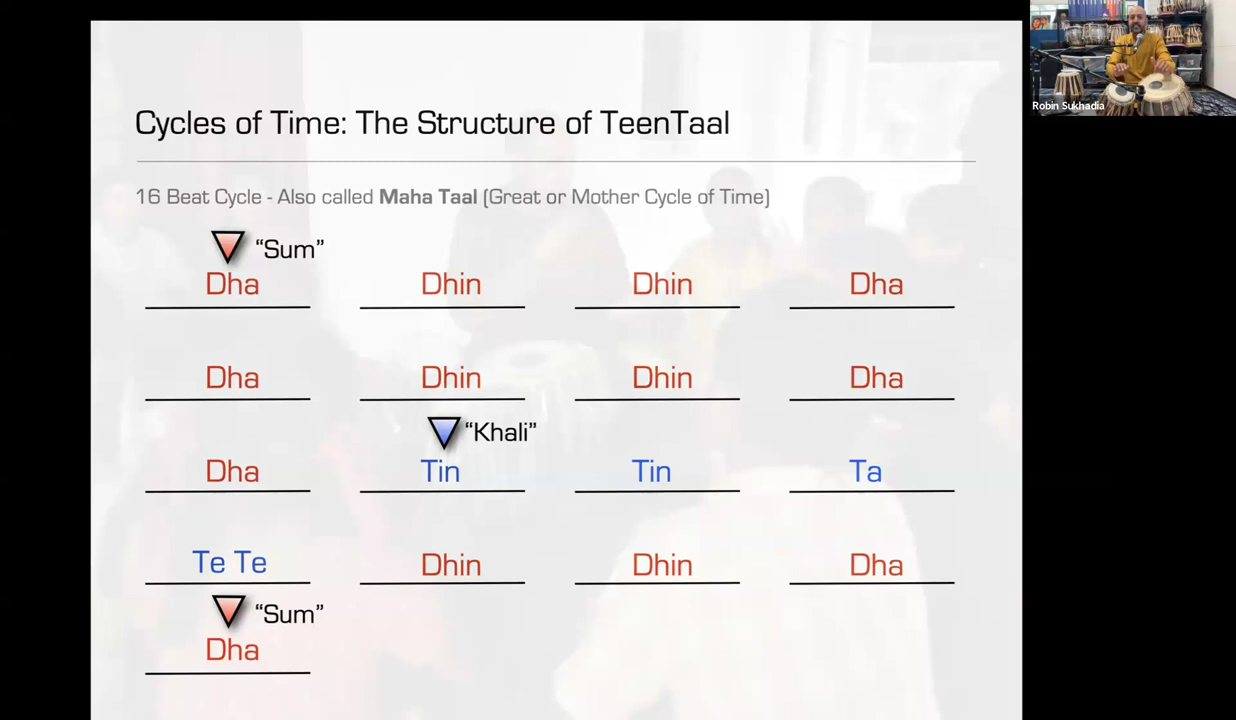 Robin Sukhadia
Cycles of Time: The Structure of TeenTaal
16 Beat Cycle - Also called Maha Taal (Great or Mother Cycle of Time)
“Sum”
Dha Dhin Dhin Dha
Dha Dhin Dhin Dha
“Khali”
Dha Tin Tin Ta
Te Te Dhin Dhin Dha
“Sum”
Dha